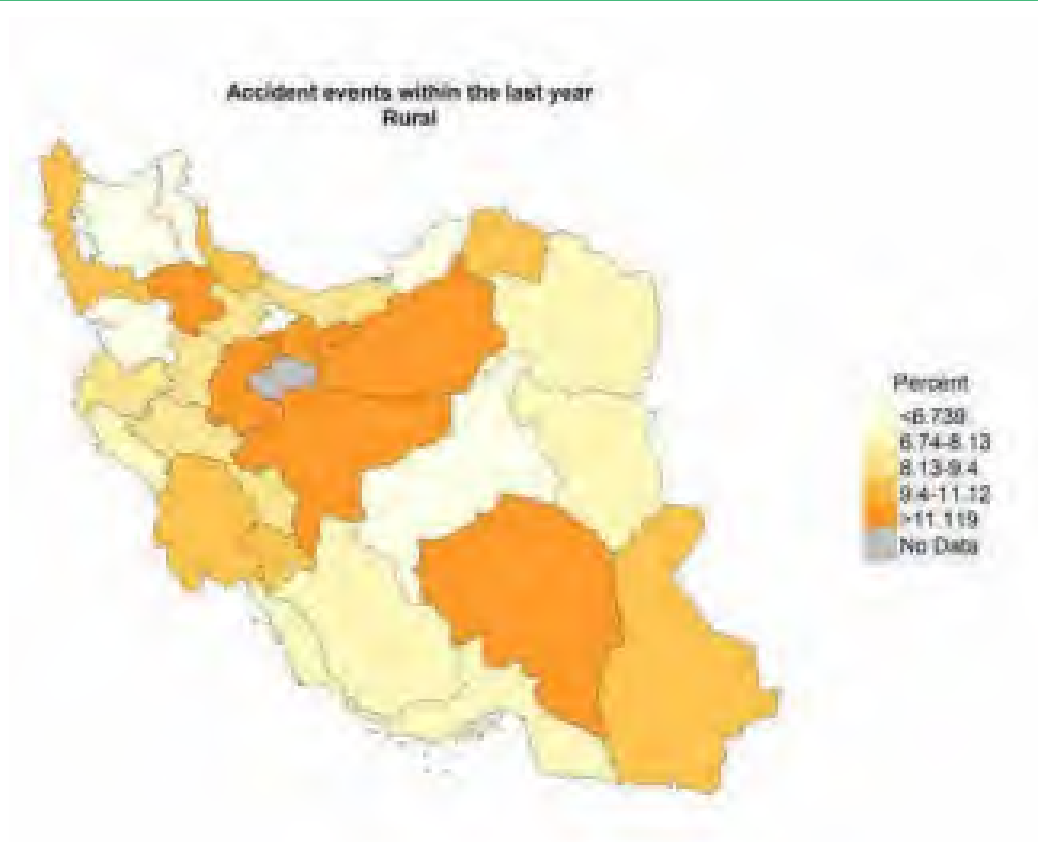 Accident events within the last year
Rural
Percent
<6.739
6.74-8.13
8.13-9.4
9.4-11.12
>11.119
No Data